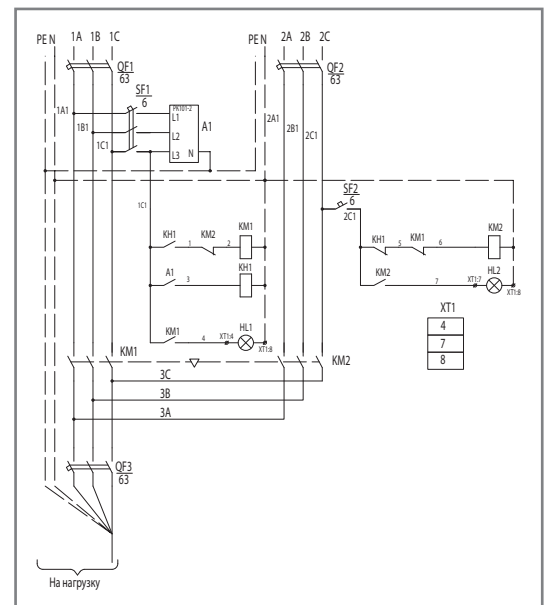 PE N 1A 1B 1C PE N 2A 2B 2C
QF1
63
QF2
63
SF1
6
PK101-2
L1
A1
L2
L3 N
1A1
1B1
1C1
2A1
2B1
2C1
1C1
SF2
6
2C1
KH1 1 KM2 2 KM1
A1 3 KH1
KM1 4 XT1:4 HL1 XT1:8
KH1 5 KM1 6 KM2
KM2 7 XT1:7 HL2 XT1:8
XT1
4
7
8
KM1
KM2
3C
3B
3A
QF3
63
На нагрузку